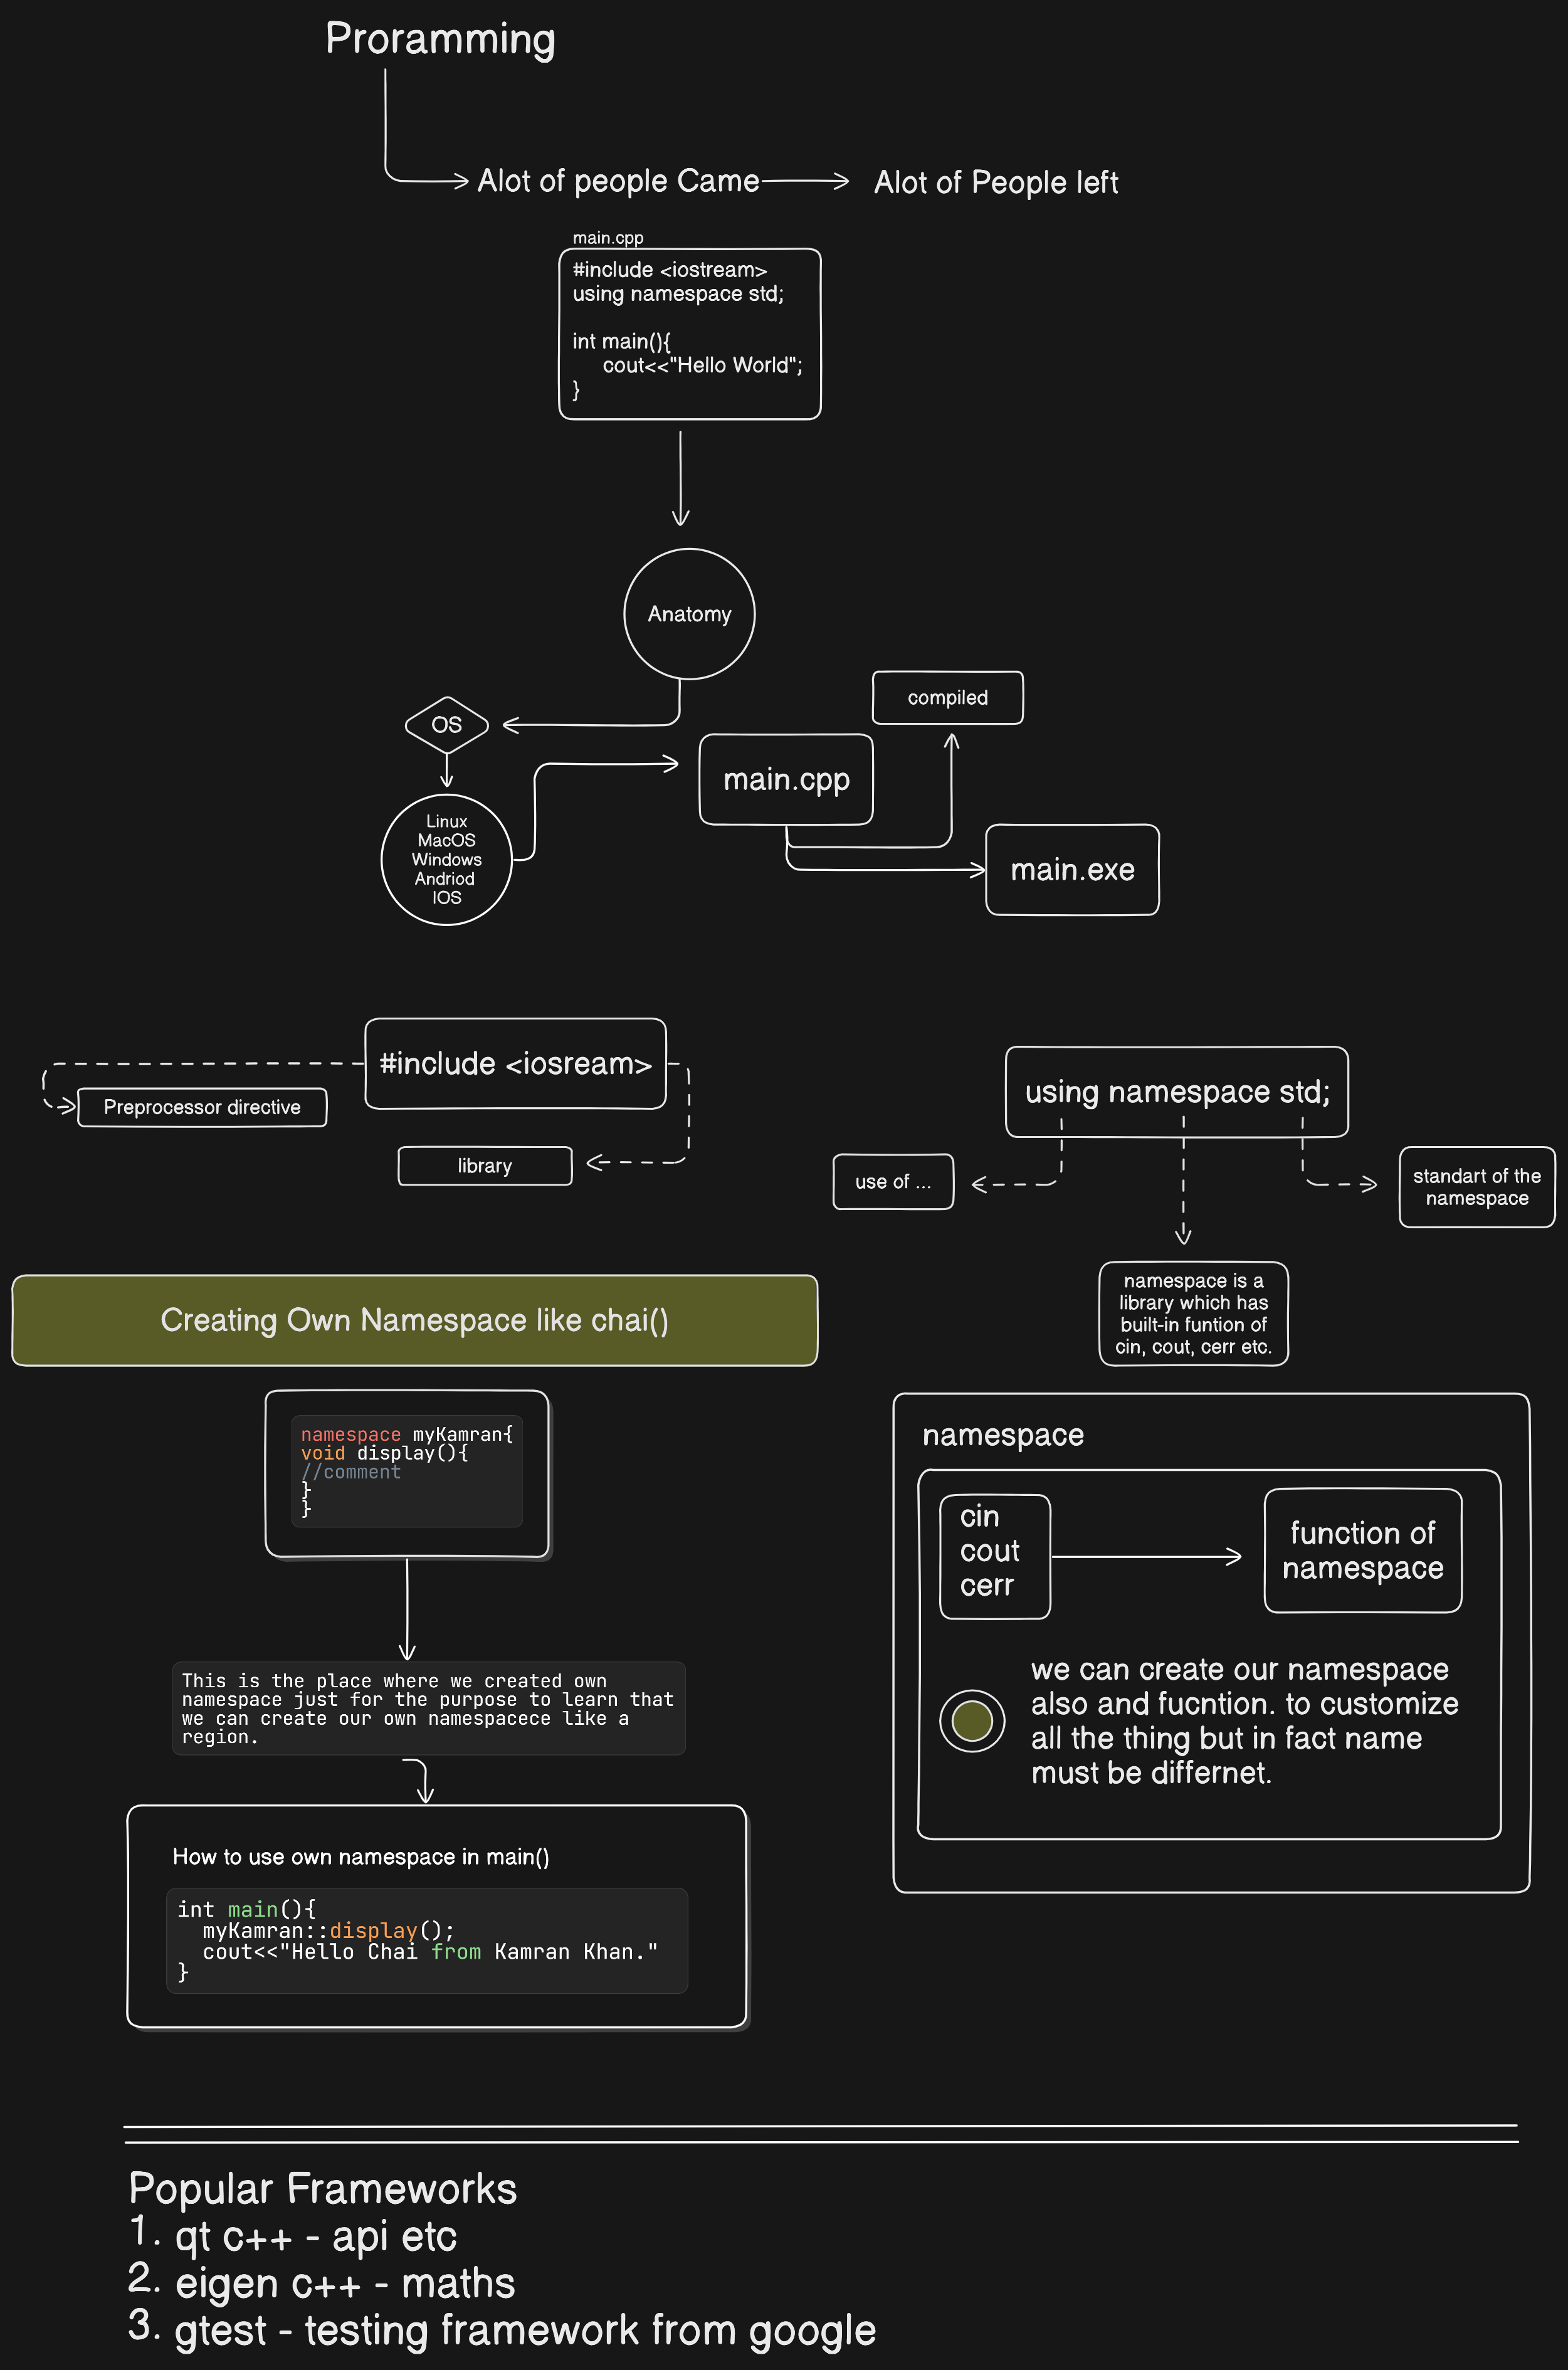 Proramming
Alot of people Came
Alot of People left
main.cpp
#include <iostream>
using namespace std;
int main(){
cout<<"Hello World";
}
Anatomy
OS
Linux
MacOS
Windows
Andriod
IOS
compiled
main.cpp
main.exe
#include <iosream>
Preprocessor directive
library
using namespace std;
use of ...
standart of the
namespace
namespace is a
library which has
built-in funtion of
cin, cout, cerr etc.
Creating Own Namespace like chai()
namespace myKamran{
void display(){
//comment
}
}
This is the place where we created own
namespace just for the purpose to learn that
we can create our own namespacece like a
region.
How to use own namespace in main()
int main(){
myKamran::display();
cout<<"Hello Chai from Kamran Khan."
}
namespace
cin
cout
cerr
function of
namespace
we can create our namespace
also and fucntion. to customize
all the thing but in fact name
must be differnet.
Popular Frameworks
1. qt c++ - api etc
2. eigen c++ - maths
3. gtest - testing framework from google